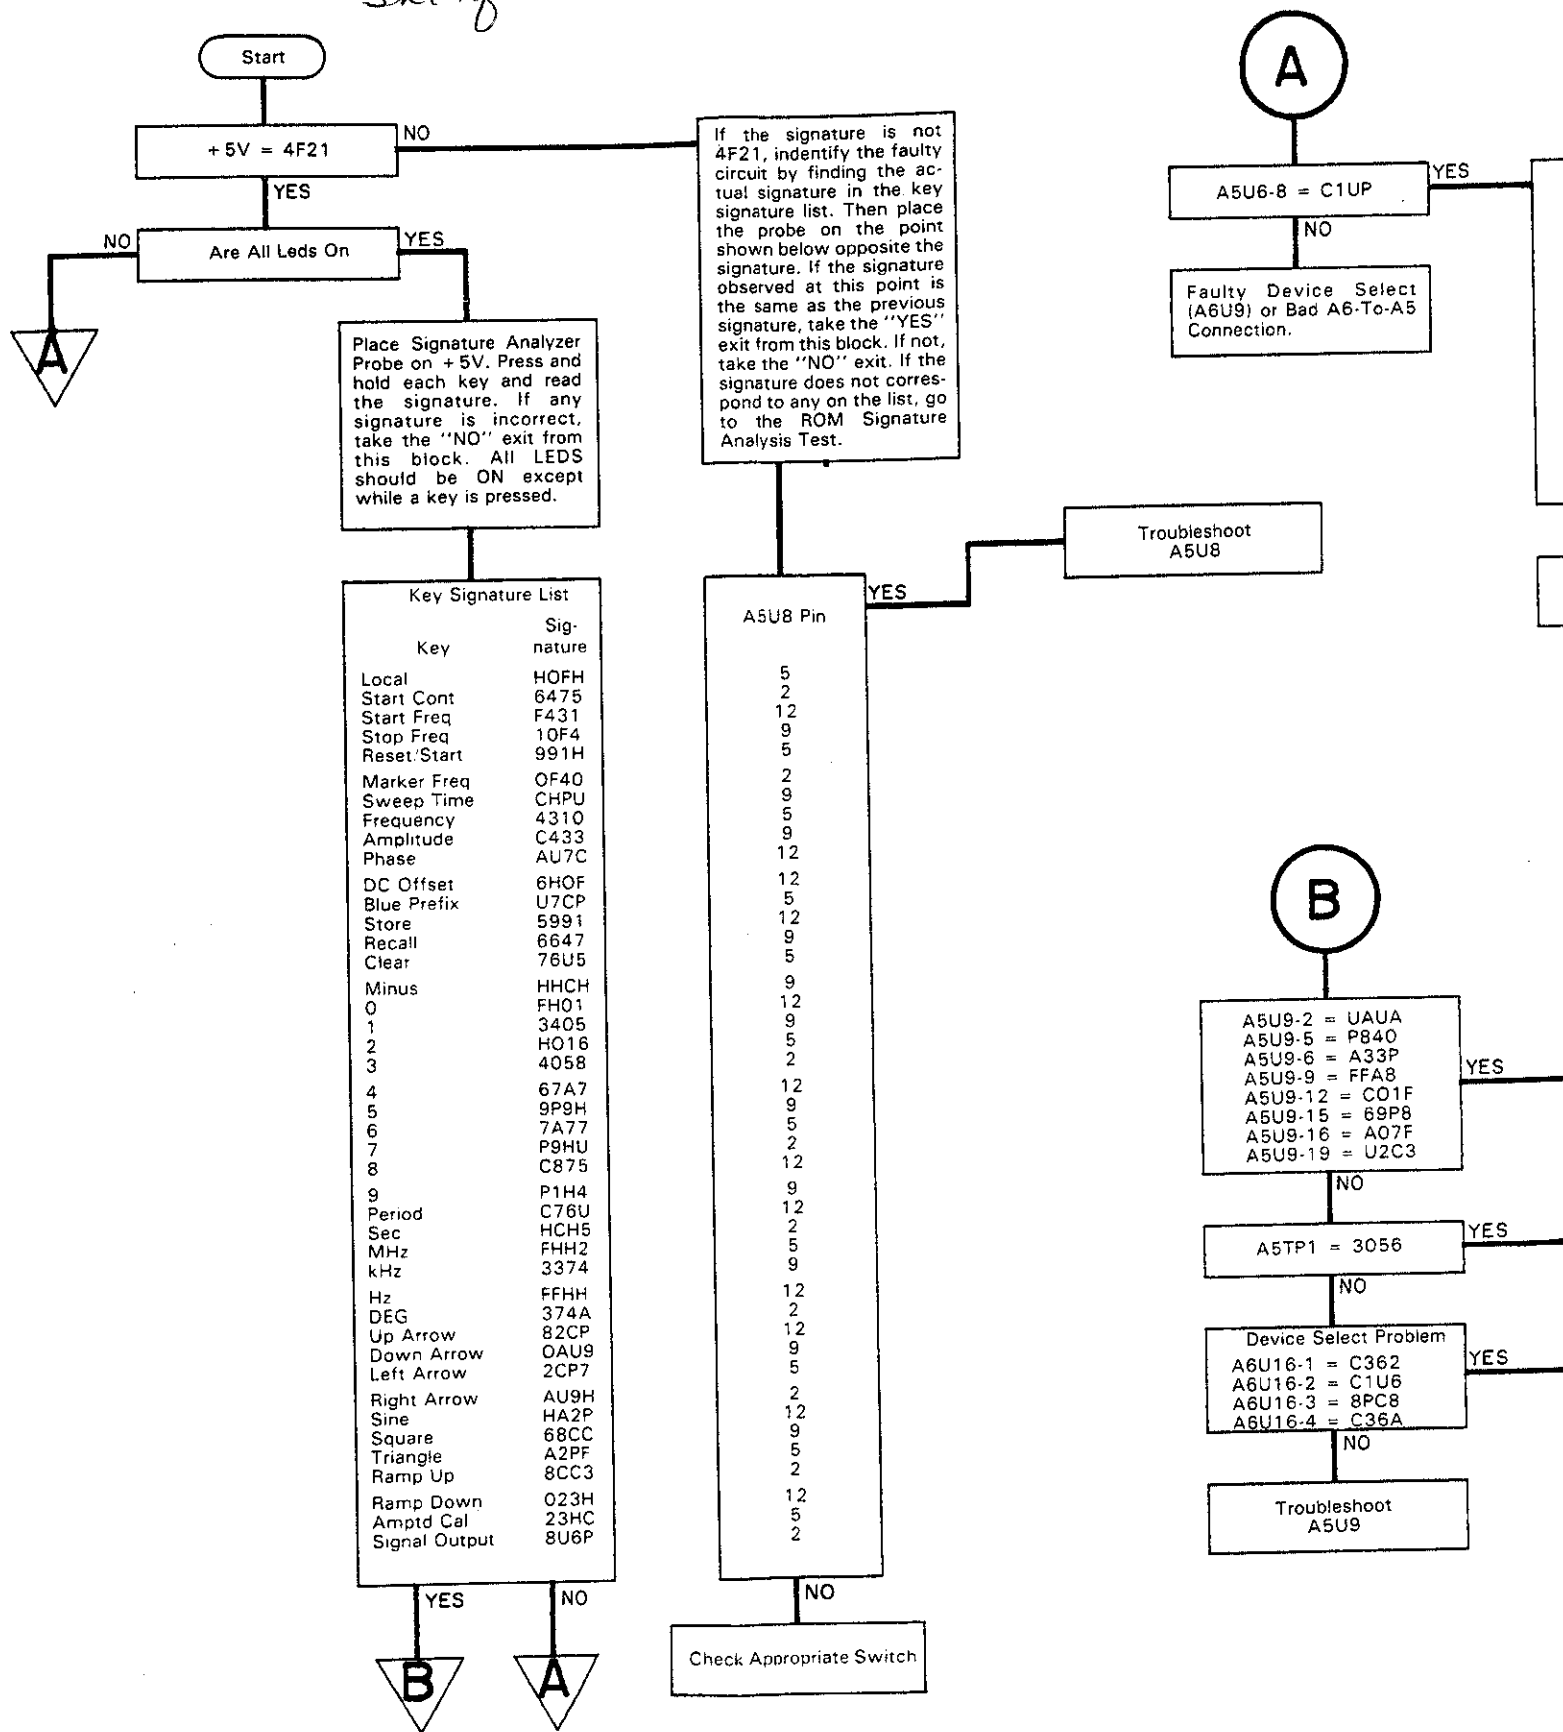 Start
+5V = 4F21
NO
YES
Are All Leds On
NO
YES
A
Place Signature Analyzer
Probe on +5V. Press and
hold each key and read
the signature. If any
signature is incorrect,
take the "NO" exit from
this block. All LEDS
should be ON except
while a key is pressed.
Key Signature List
Sig-
Key nature
Local HOFH
Start Cont 6475
Start Freq F431
Stop Freq 10F4
Reset/Start 991H
Marker Freq OF40
Sweep Time CHPU
Frequency 4310
Amplitude C433
Phase AU7C
DC Offset 6HOF
Blue Prefix U7CP
Store 5991
Recall 6647
Clear 76U5
Minus HHCH
0 FH01
1 3405
2 HO16
3 4058
4 67A7
5 9P9H
6 7A77
7 P9HU
8 C875
9 P1H4
Period C76U
Sec HCH5
MHz FHH2
kHz 3374
Hz FFHH
DEG 374A
Up Arrow 82CP
Down Arrow OAU9
Left Arrow 2CP7
Right Arrow AU9H
Sine HA2P
Square 68CC
Triangle A2PF
Ramp Up 8CC3
Ramp Down 023H
Amptd Cal 23HC
Signal Output 8U6P
YES
NO
B
A
If the signature is not
4F21, indentify the faulty
circuit by finding the ac-
tual signature in the key
signature list. Then place
the probe on the point
shown below opposite the
signature. If the signature
observed at this point is
the same as the previous
signature, take the "YES"
exit from this block. If not,
take the "NO" exit. If the
signature does not corres-
pond to any on the list, go
to the ROM Signature
Analysis Test.
A5U8 Pin
YES
5
2
12
9
5
2
9
5
9
12
12
5
12
9
5
9
12
9
5
2
12
9
5
2
12
9
12
2
5
9
12
2
12
9
5
2
12
9
5
2
12
5
2
NO
Check Appropriate Switch
Troubleshoot
A5U8
A
A5U6-8 = C1UP
YES
NO
Faulty Device Select
(A6U9) or Bad A6-To-A5
Connection.
B
A5U9-2 = UAUA
A5U9-5 = P840
A5U9-6 = A33P
A5U9-9 = FFA8
A5U9-12 = CO1F
A5U9-15 = 69P8
A5U9-16 = A07F
A5U9-19 = U2C3
YES
NO
A5TP1 = 3056
YES
NO
Device Select Problem
A6U16-1 = C362
A6U16-2 = C1U6
A6U16-3 = 8PC8
A6U16-4 = C36A
YES
NO
Troubleshoot
A5U9